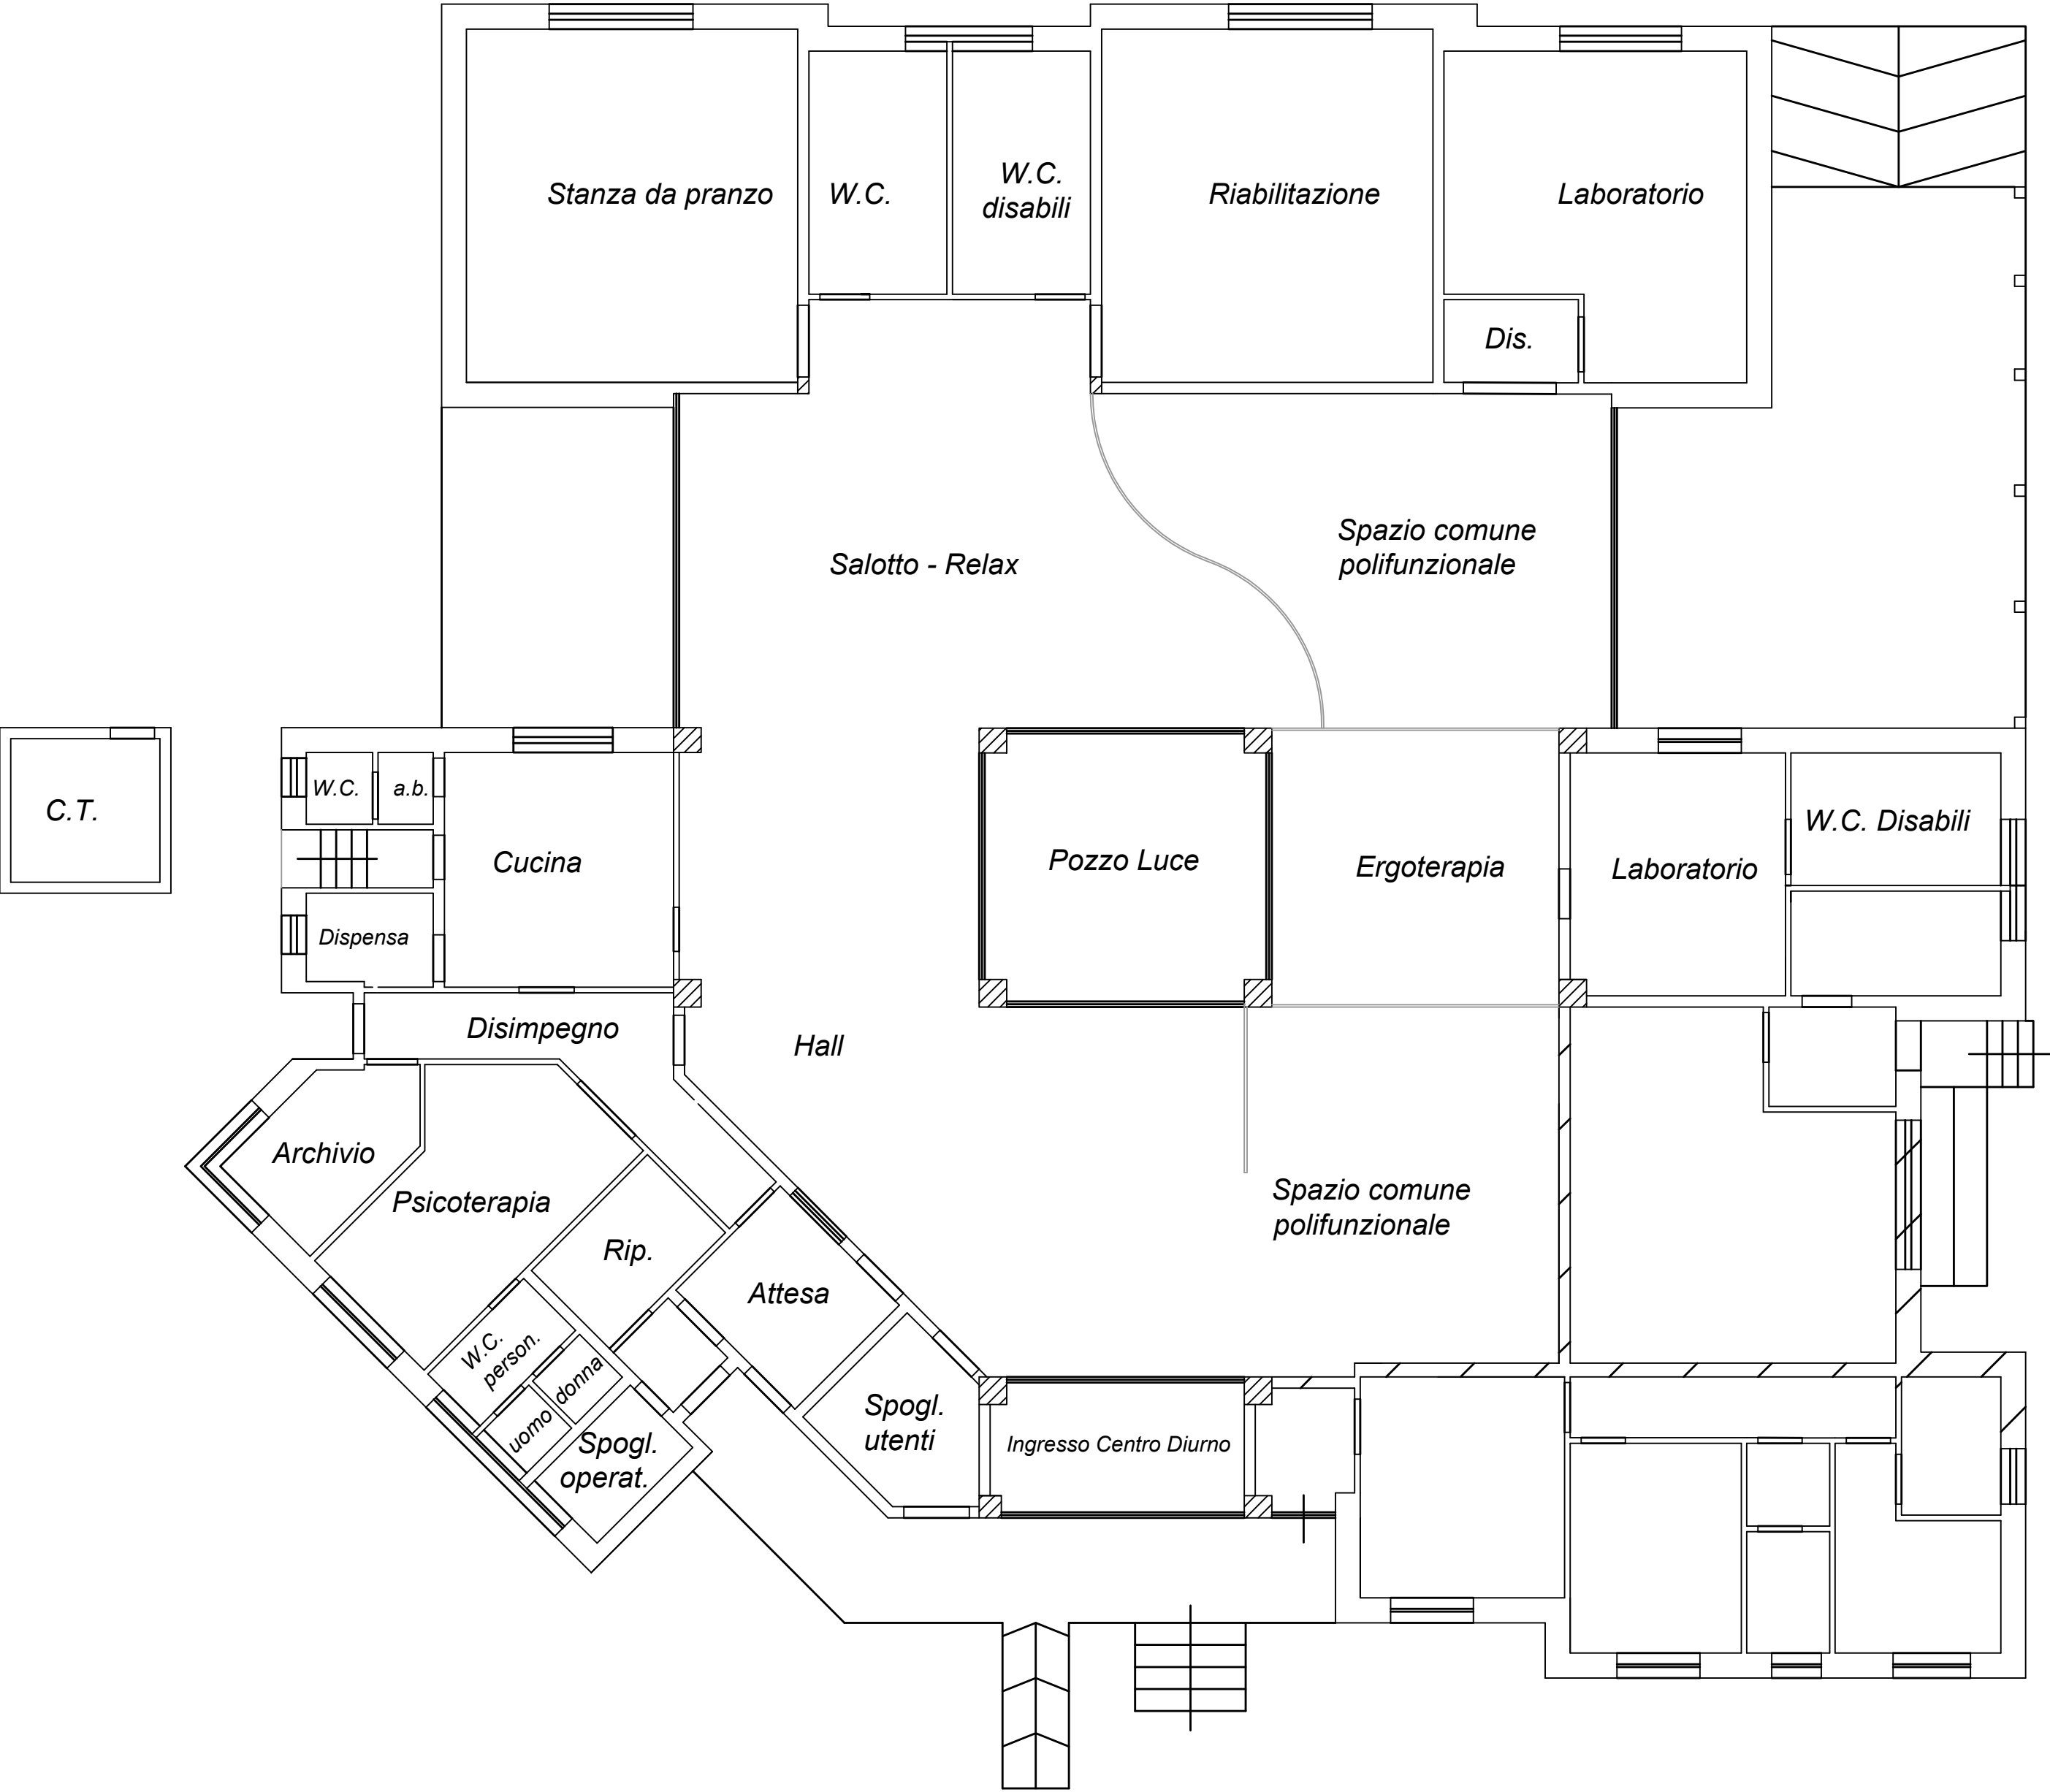 Stanza da pranzo
W.C.
W.C.
disabili
Riabilitazione
Laboratorio
Dis.
Salotto - Relax
Spazio comune
polifunzionale
C.T.
W.C.
a.b.
Cucina
Dispensa
Pozzo Luce
Ergoterapia
Laboratorio
W.C. Disabili
Disimpegno
Hall
Archivio
Psicoterapia
Rip.
Attesa
Spazio comune
polifunzionale
W.C.
person.
donna
uomo
Spogl.
operat.
Spogl.
utenti
Ingresso Centro Diurno